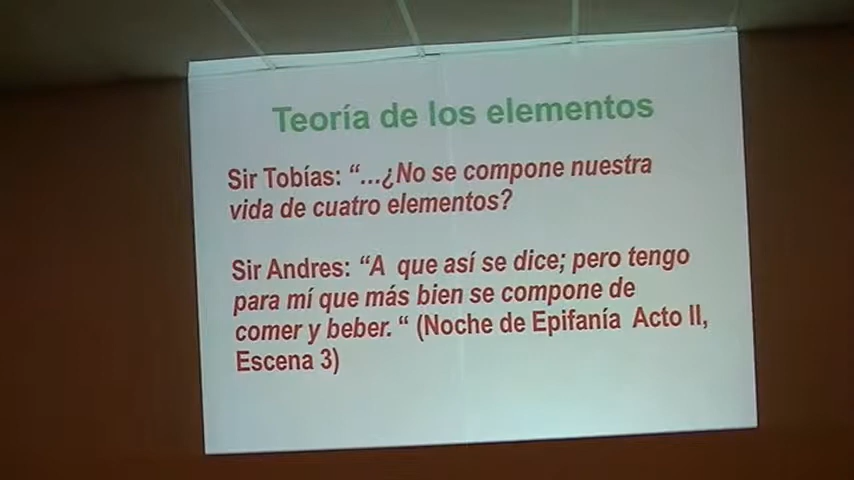 Teoría de los elementos
Sir Tobías: “...¿No se compone nuestra
vida de cuatro elementos?
Sir Andres: “A que así se dice; pero tengo
para mí que más bien se compone de
comer y beber. “ (Noche de Epifanía Acto II,
Escena 3)